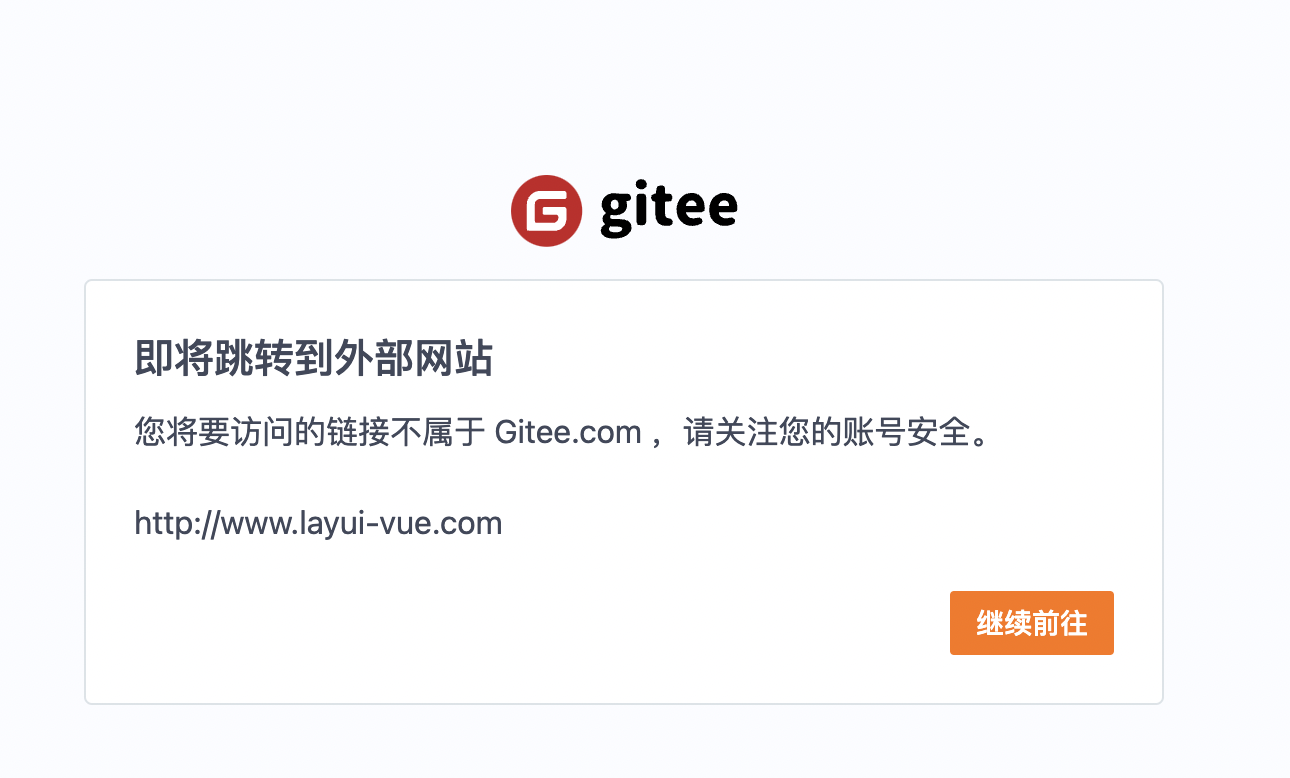 gitee
即将跳转到外部网站
您将要访问的链接不属于 Gitee.com ，请关注您的账号安全。
http://www.layui-vue.com
继续前往